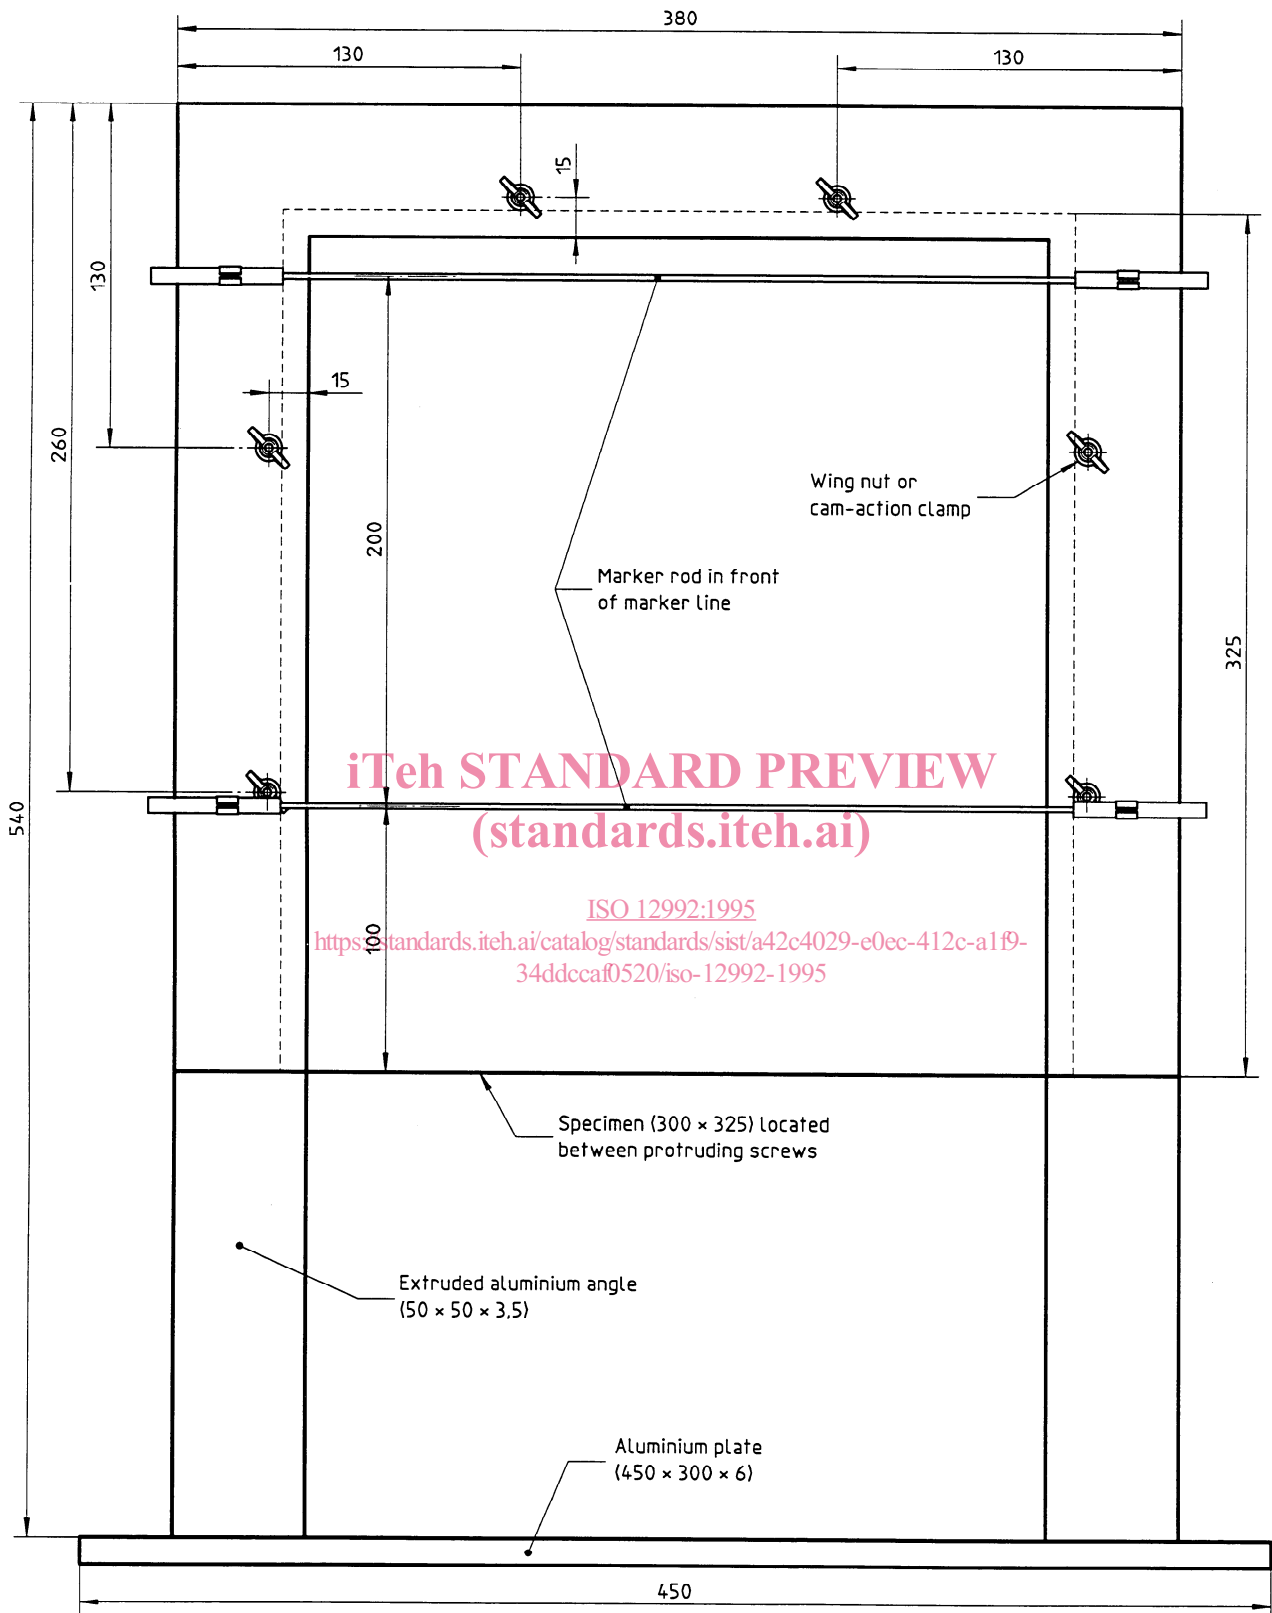 380
130
130
15
130
15
260
Wing nut or
cam-action clamp
200
Marker rod in front
of marker line
325
iTeh STANDARD PREVIEW
(standards.iteh.ai)
540
ISO 12992:1995
100
https://standards.iteh.ai/catalog/standards/sist/a42c4029-e0ec-412c-a1f9-
34ddccaf0520/iso-12992-1995
Specimen (300 × 325) located
between protruding screws
Extruded aluminium angle
(50 × 50 × 3,5)
Aluminium plate
(450 × 300 × 6)
450